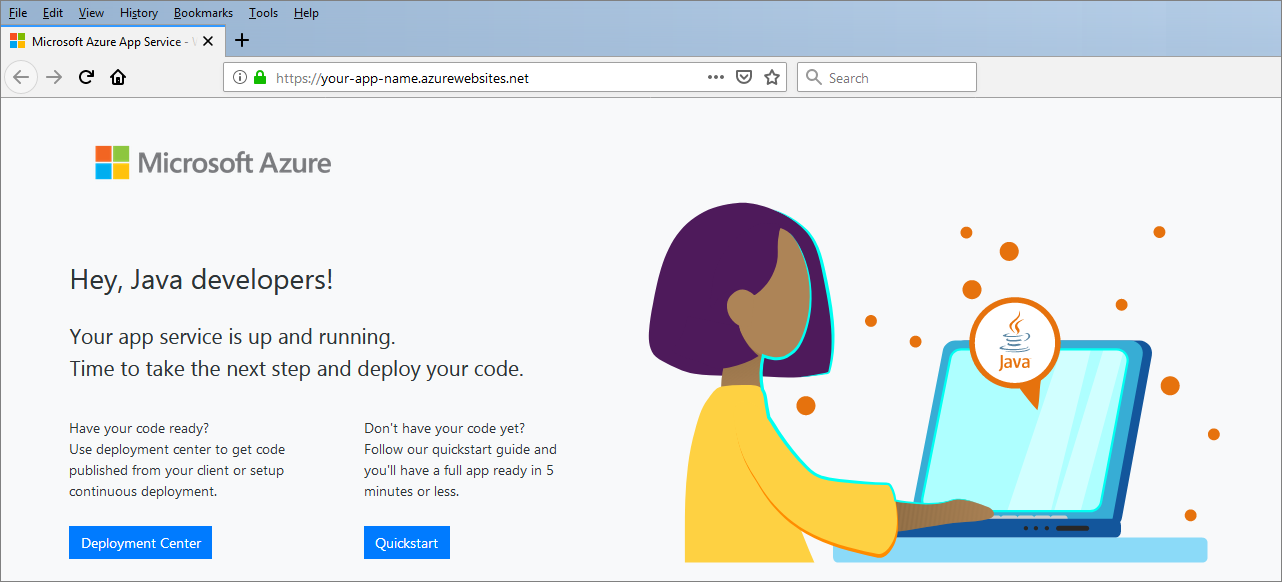 File Edit View History Bookmarks Tools Help
Microsoft Azure App Service -
https://your-app-name.azurewebsites.net
Search
Microsoft Azure
Hey, Java developers!
Your app service is up and running.
Time to take the next step and deploy your code.
Have your code ready?
Use deployment center to get code
published from your client or setup
continuous deployment.
Deployment Center
Don't have your code yet?
Follow our quickstart guide and
you'll have a full app ready in 5
minutes or less.
Quickstart
Java